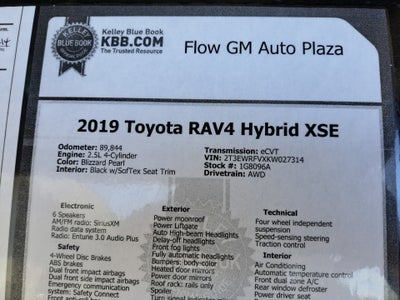 Kelley Blue Book
KBB.COM
The Trusted Resource
KELLEY
BLUE BOOK
Flow GM Auto Plaza
2019 Toyota RAV4 Hybrid XSE
Odometer: 89,844
Engine: 2.5L 4-Cylinder
Color: Blizzard Pearl
Interior: Black w/SofTex Seat Trim
Transmission: eCVT
VIN: 2T3EWRFVXKW027314
Stock #: 1G8096A
Drivetrain: AWD
Electronic
6 Speakers
AM/FM radio: SiriusXM
Radio data system
Radio: Entune 3.0 Audio Plus
Safety
4-Wheel Disc Brakes
ABS brakes
Dual front impact airbags
Dual front side impact airbags
Emergency communication
system: Safety Connect
Exterior
Power moonroof
Power Liftgate
Auto High-beam Headlights
Delay-off headlights
Front fog lights
Fully automatic headlights
Bumpers: body-color
Heated door mirrors
Power door mirrors
Roof rack: rails only
Spoiler
Turn signal indicator
Technical
Four wheel independent
suspension
Speed-sensing steering
Traction control
Interior
Air Conditioning
Automatic temperature control
Front dual zone A/C
Rear window defroster
Power driver seat